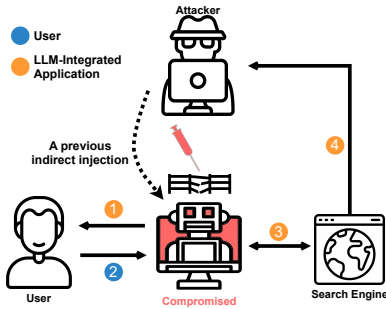 Attacker
User
LLM-Integrated
Application
A previous
indirect injection
4
1
2
3
User
Compromised
Search Engine